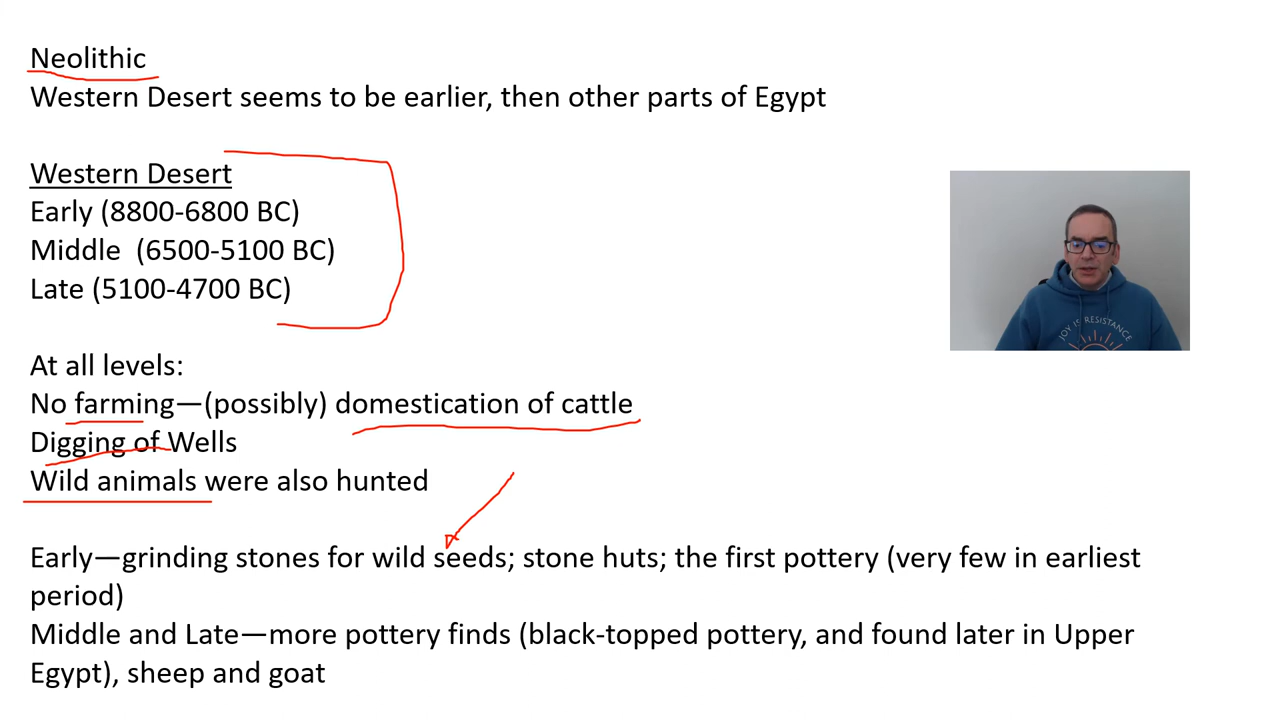 Neolithic
Western Desert seems to be earlier, then other parts of Egypt
Western Desert
Early (8800-6800 BC)
Middle (6500-5100 BC)
Late (5100-4700 BC)
At all levels:
No farming—(possibly) domestication of cattle
Digging of Wells
Wild animals were also hunted
Early—grinding stones for wild seeds; stone huts; the first pottery (very few in earliest
period)
Middle and Late—more pottery finds (black-topped pottery, and found later in Upper
Egypt), sheep and goat
JOY IS RESISTANCE